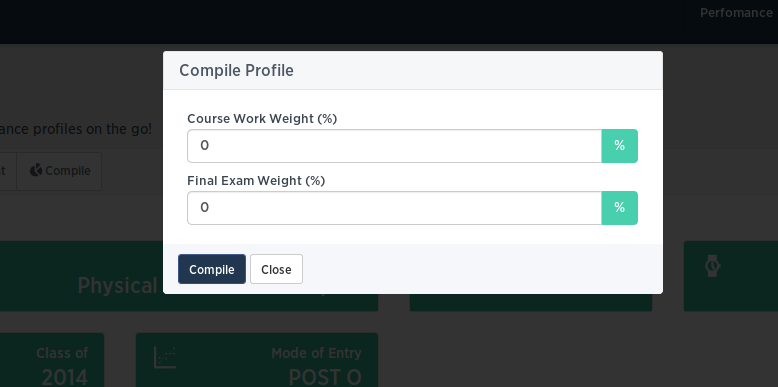 Perfomance
Compile Profile
ance profiles on the go!
Course Work Weight (%)
0 %
Compile
Final Exam Weight (%)
0 %
Compile Close
Physical
Class of
2014
Mode of Entry
POST O